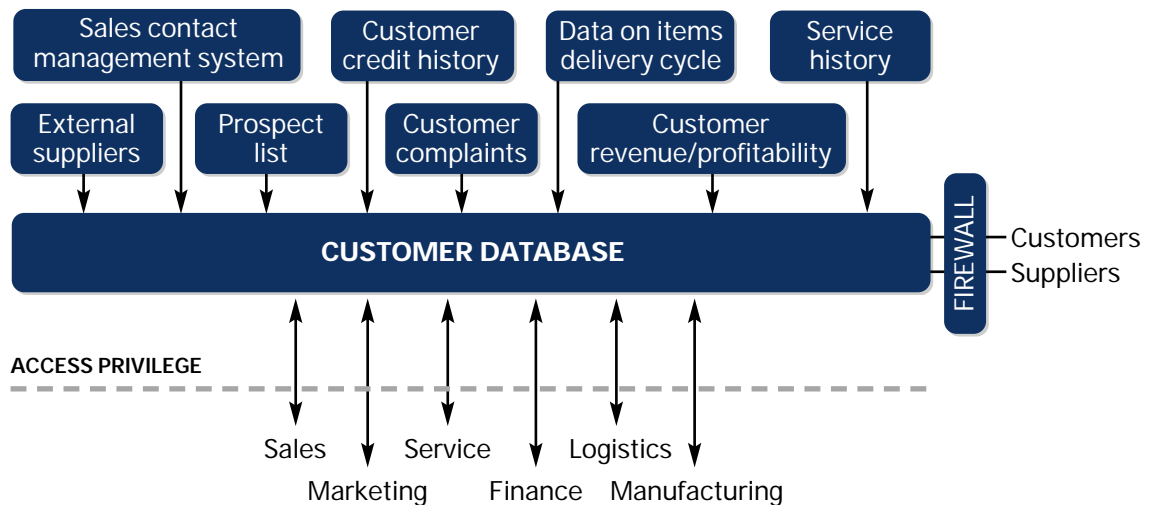 Sales contact
management system
Customer
credit history
Data on items
delivery cycle
Service
history
External
suppliers
Prospect
list
Customer
complaints
Customer
revenue/profitability
CUSTOMER DATABASE
FIREWALL
Customers
Suppliers
ACCESS PRIVILEGE
Sales
Service
Logistics
Marketing
Finance
Manufacturing